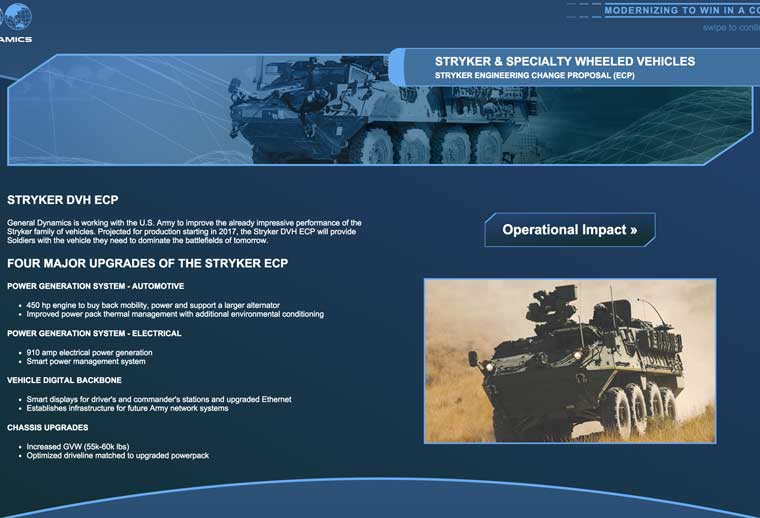 MODERNIZING TO WIN IN A CO
AMICS
swipe to conti
STRYKER & SPECIALTY WHEELED VEHICLES
STRYKER ENGINEERING CHANGE PROPOSAL (ECP)
STRYKER DVH ECP
General Dynamics is working with the U.S. Army to improve the already impressive performance of the
Stryker family of vehicles. Projected for production starting in 2017, the Stryker DVH ECP will provide
Soldiers with the vehicle they need to dominate the battlefields of tomorrow.
Operational Impact »
FOUR MAJOR UPGRADES OF THE STRYKER ECP
POWER GENERATION SYSTEM - AUTOMOTIVE
• 450 hp engine to buy back mobility, power and support a larger alternator
• Improved power pack thermal management with additional environmental conditioning
POWER GENERATION SYSTEM - ELECTRICAL
• 910 amp electrical power generation
• Smart power management system
VEHICLE DIGITAL BACKBONE
• Smart displays for driver's and commander's stations and upgraded Ethernet
• Establishes infrastructure for future Army network systems
CHASSIS UPGRADES
• Increased GVW (55k-60k lbs)
• Optimized driveline matched to upgraded powerpack